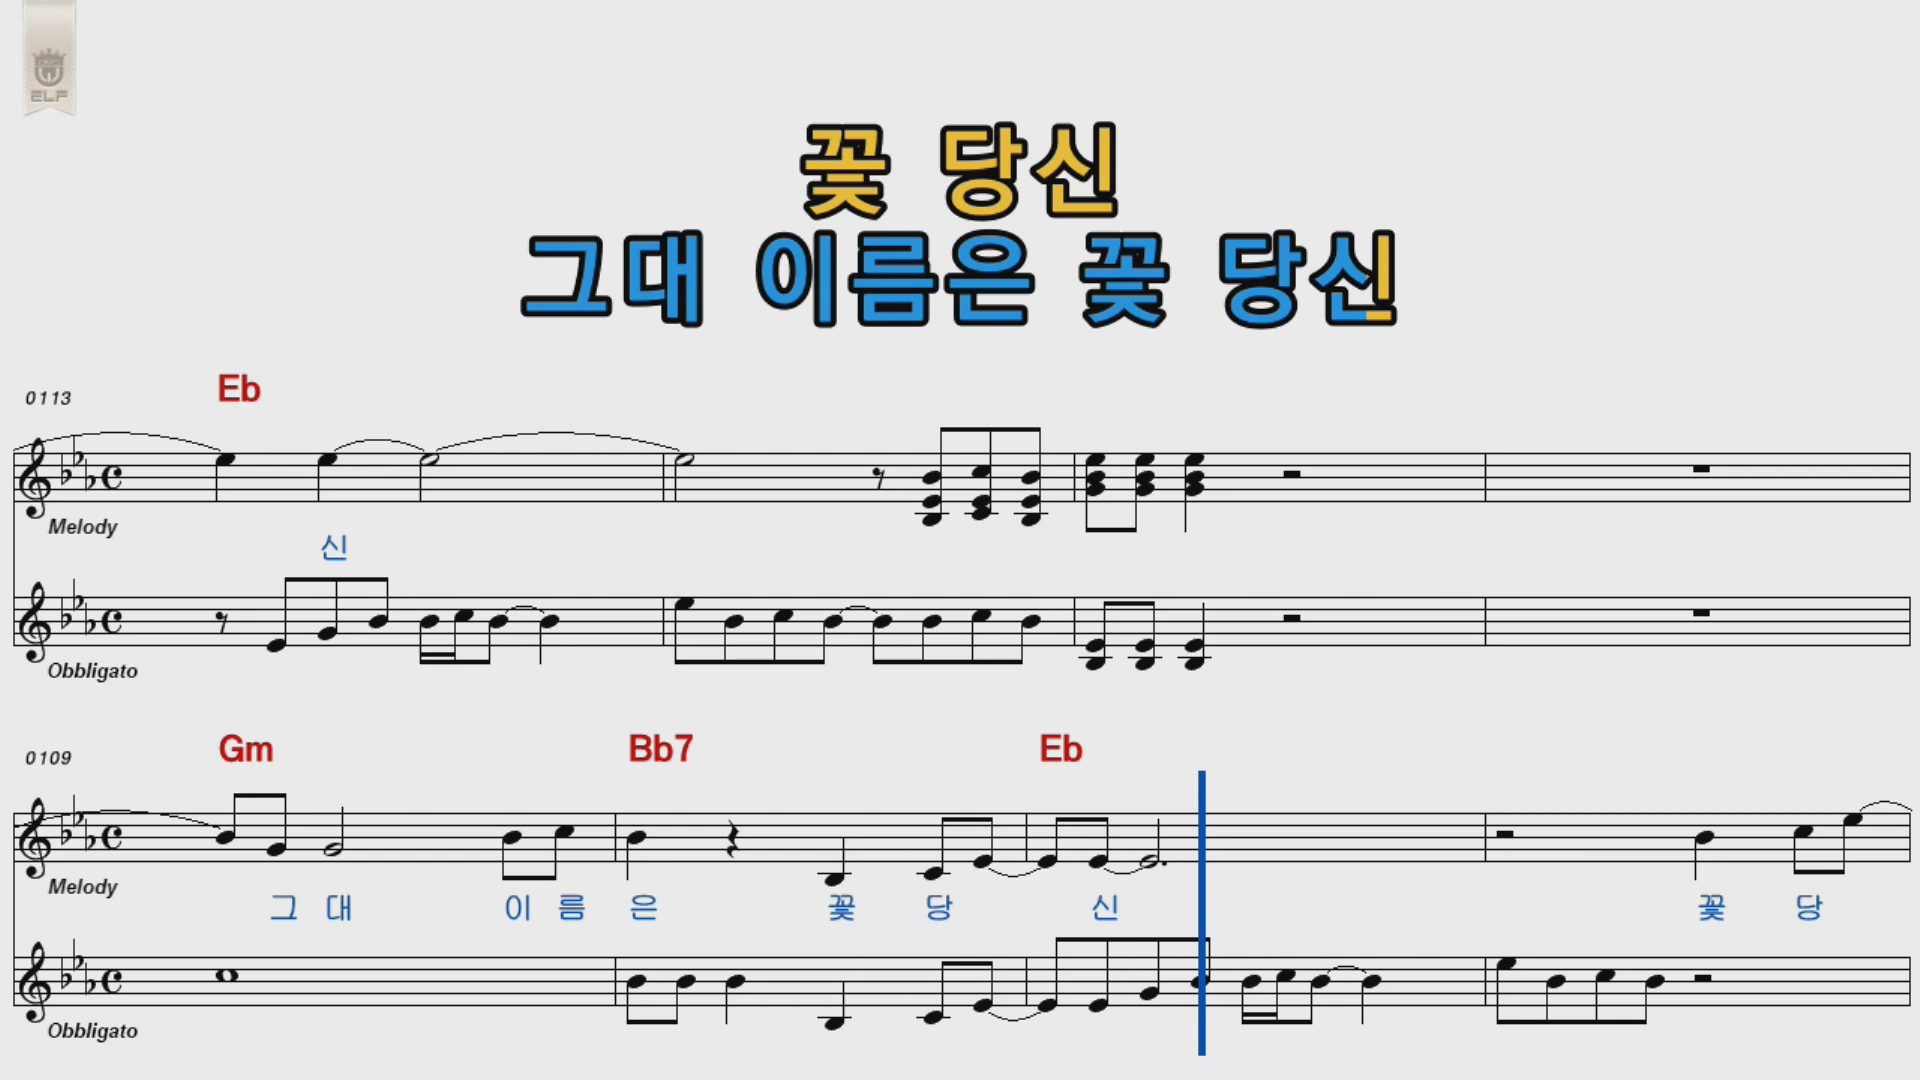 ELF
꽃 당신
그대 이름은 꽃 당신
0113 Eb
Melody
신
Obbligato
0109 Gm Bb7 Eb
Melody
그 대 이 름 은 꽃 당 신 꽃 당
Obbligato